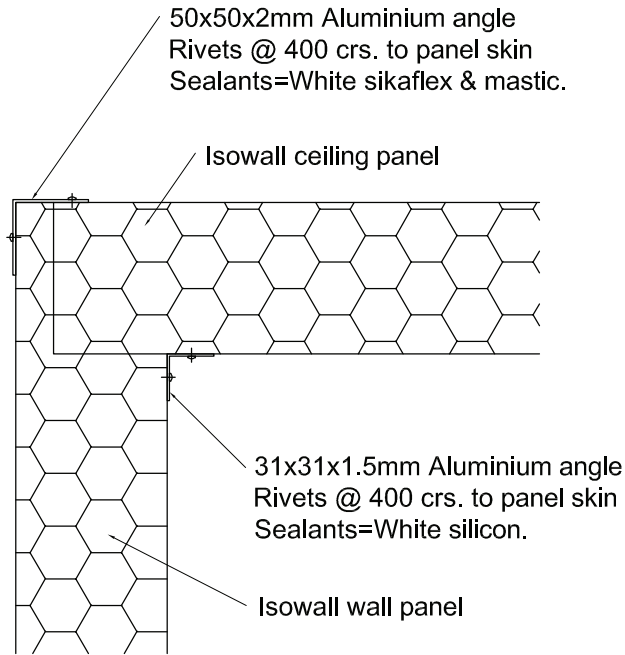 50x50x2mm Aluminium angle
Rivets @ 400 crs. to panel skin
Sealants=White sikaflex & mastic.
Isowall ceiling panel
31x31x1.5mm Aluminium angle
Rivets @ 400 crs. to panel skin
Sealants=White silicon.
Isowall wall panel